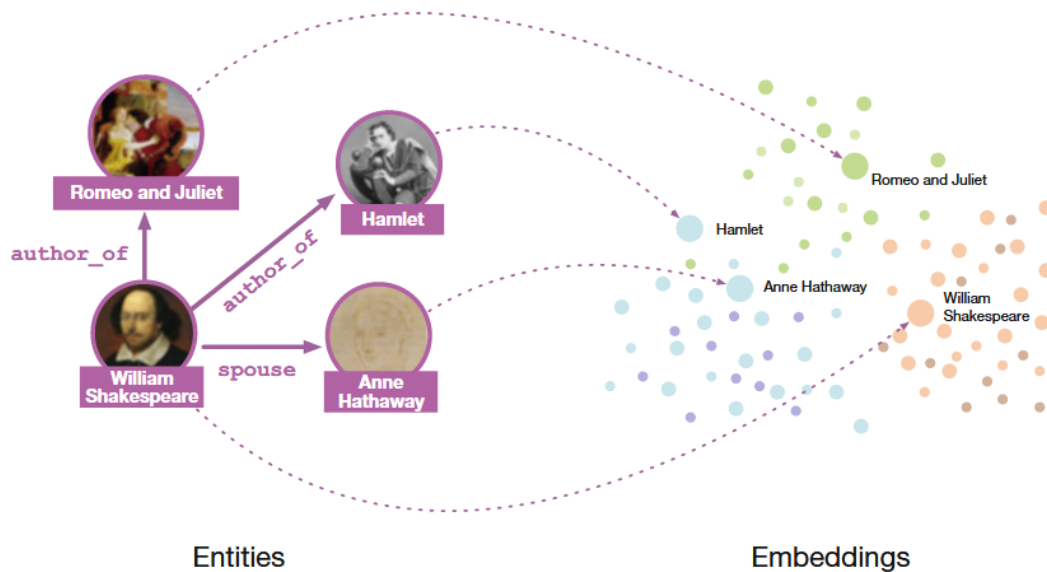 Romeo and Juliet
Hamlet
author_of
author_of
William
Shakespeare
spouse
Anne
Hathaway
Romeo and Juliet
Hamlet
Anne Hathaway
William
Shakespeare
Entities
Embeddings